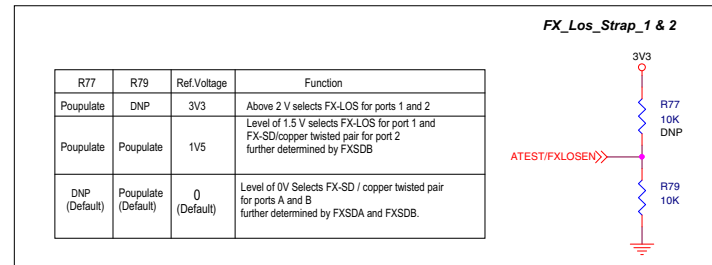 FX_Los_Strap_1 & 2
R77 R79 Ref.Voltage Function
Poupulate DNP 3V3 Above 2 V selects FX-LOS for ports 1 and 2
Poupulate Poupulate 1V5 Level of 1.5 V selects FX-LOS for port 1 and
FX-SD/copper twisted pair for port 2
further determined by FXSDB
DNP
(Default)
Poupulate
(Default)
0
(Default)
Level of 0V Selects FX-SD / copper twisted pair
for ports A and B
further determined by FXSDA and FXSDB.
3V3
R77
10K
DNP
ATEST/FXLOSEN
R79
10K